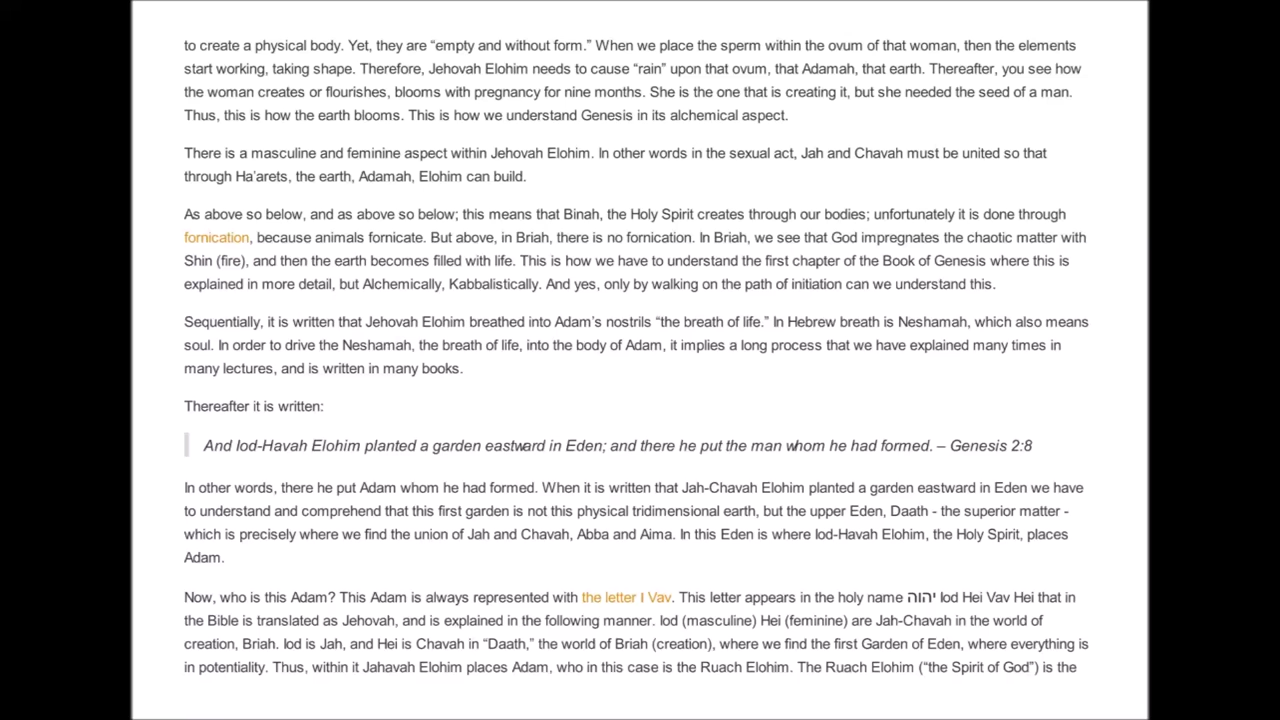 to create a physical body. Yet, they are “empty and without form.” When we place the sperm within the ovum of that woman, then the elements
start working, taking shape. Therefore, Jehovah Elohim needs to cause “rain” upon that ovum, that Adamah, that earth. Thereafter, you see how
the woman creates or flourishes, blooms with pregnancy for nine months. She is the one that is creating it, but she needed the seed of a man.
Thus, this is how the earth blooms. This is how we understand Genesis in its alchemical aspect.
There is a masculine and feminine aspect within Jehovah Elohim. In other words in the sexual act, Jah and Chavah must be united so that
through Ha’arets, the earth, Adamah, Elohim can build.
As above so below, and as above so below; this means that Binah, the Holy Spirit creates through our bodies; unfortunately it is done through
fornication, because animals fornicate. But above, in Briah, there is no fornication. In Briah, we see that God impregnates the chaotic matter with
Shin (fire), and then the earth becomes filled with life. This is how we have to understand the first chapter of the Book of Genesis where this is
explained in more detail, but Alchemically, Kabbalistically. And yes, only by walking on the path of initiation can we understand this.
Sequentially, it is written that Jehovah Elohim breathed into Adam’s nostrils “the breath of life.” In Hebrew breath is Neshamah, which also means
soul. In order to drive the Neshamah, the breath of life, into the body of Adam, it implies a long process that we have explained many times in
many lectures, and is written in many books.
Thereafter it is written:
And Iod-Havah Elohim planted a garden eastward in Eden; and there he put the man whom he had formed. – Genesis 2:8
In other words, there he put Adam whom he had formed. When it is written that Jah-Chavah Elohim planted a garden eastward in Eden we have
to understand and comprehend that this first garden is not this physical tridimensional earth, but the upper Eden, Daath - the superior matter -
which is precisely where we find the union of Jah and Chavah, Abba and Aima. In this Eden is where Iod-Havah Elohim, the Holy Spirit, places
Adam.
Now, who is this Adam? This Adam is always represented with the letter I Vav. This letter appears in the holy name יהוה Iod Hei Vav Hei that in
the Bible is translated as Jehovah, and is explained in the following manner. Iod (masculine) Hei (feminine) are Jah-Chavah in the world of
creation, Briah. Iod is Jah, and Hei is Chavah in “Daath,” the world of Briah (creation), where we find the first Garden of Eden, where everything is
in potentiality. Thus, within it Jahavah Elohim places Adam, who in this case is the Ruach Elohim. The Ruach Elohim (“the Spirit of God”) is the